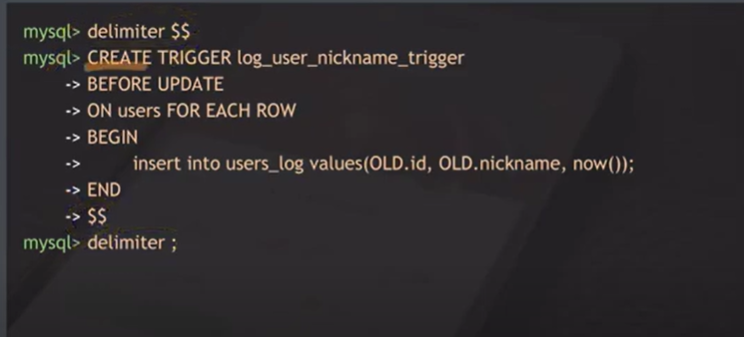 mysql> delimiter $$
mysql> CREATE TRIGGER log_user_nickname_trigger
-> BEFORE UPDATE
-> ON users FOR EACH ROW
-> BEGIN
-> insert into users_log values(OLD.id, OLD.nickname, now());
-> END
-> $$
mysql> delimiter ;